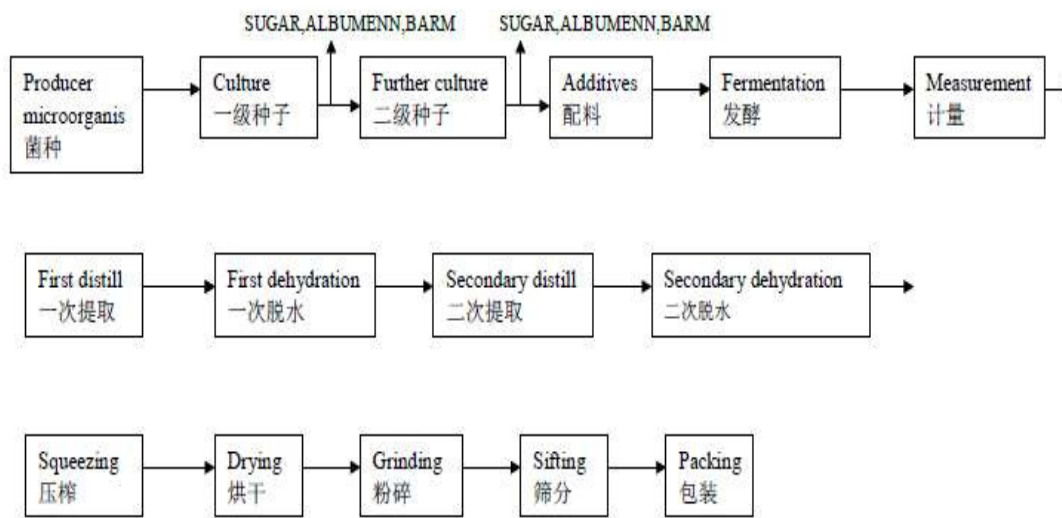 SUGAR,ALBUMENN,BARM
SUGAR,ALBUMENN,BARM
Producer
microorganis
菌种
Culture
一级种子
Further culture
二级种子
Additives
配料
Fermentation
发酵
Measurement
计量
First distill
一次提取
First dehydration
一次脱水
Secondary distill
二次提取
Secondary dehydration
二次脱水
Squeezing
压榨
Drying
烘干
Grinding
粉碎
Sifting
筛分
Packing
包装